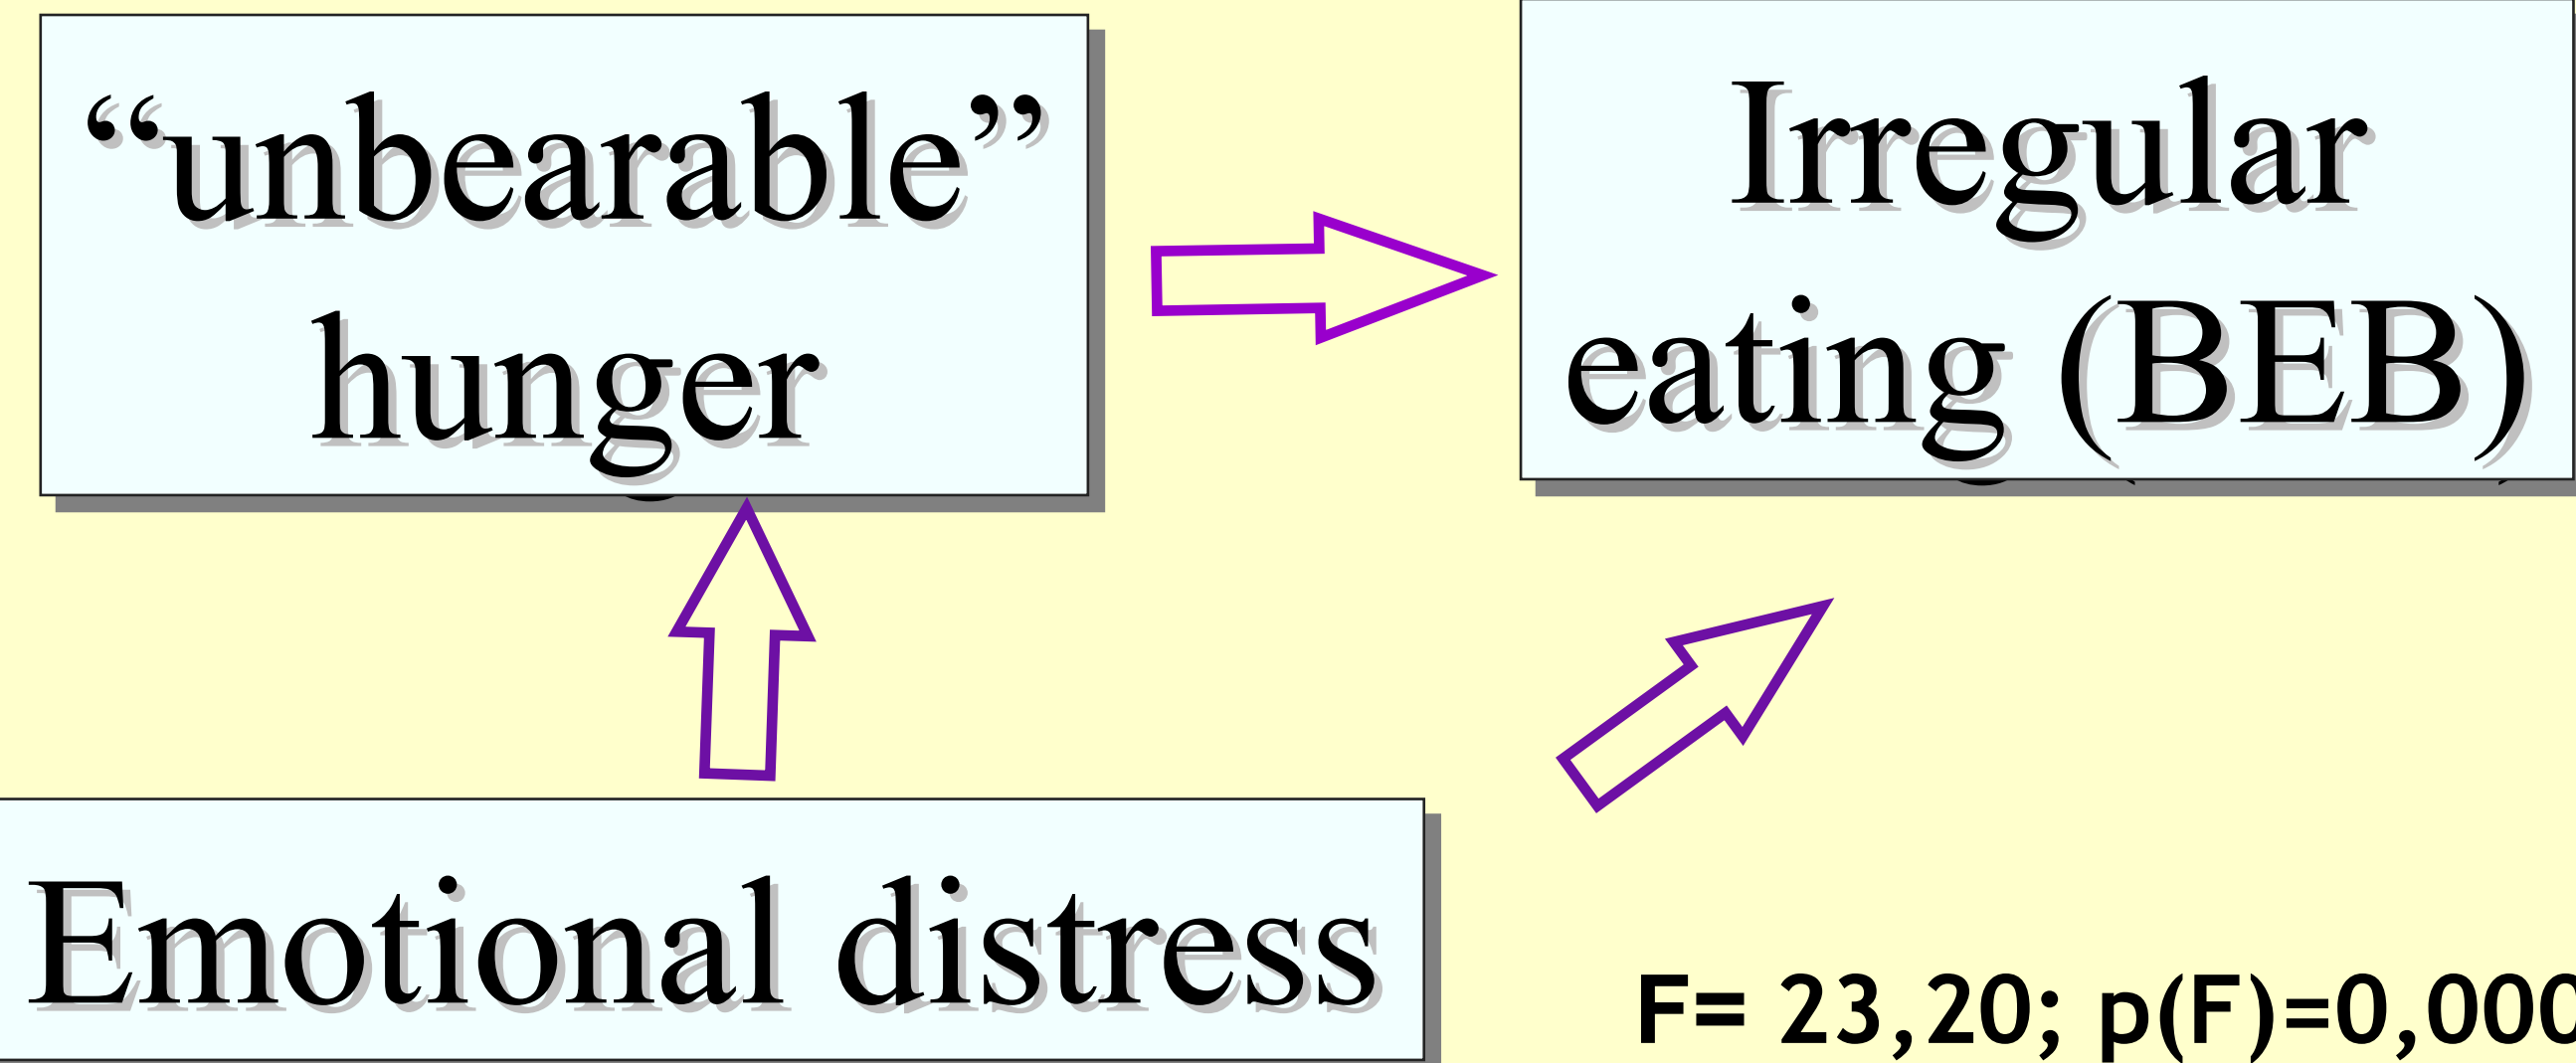 “unbearable”
hunger
Irregular
eating (BEB)
Emotional distress
F= 23,20; p(F)=0,000